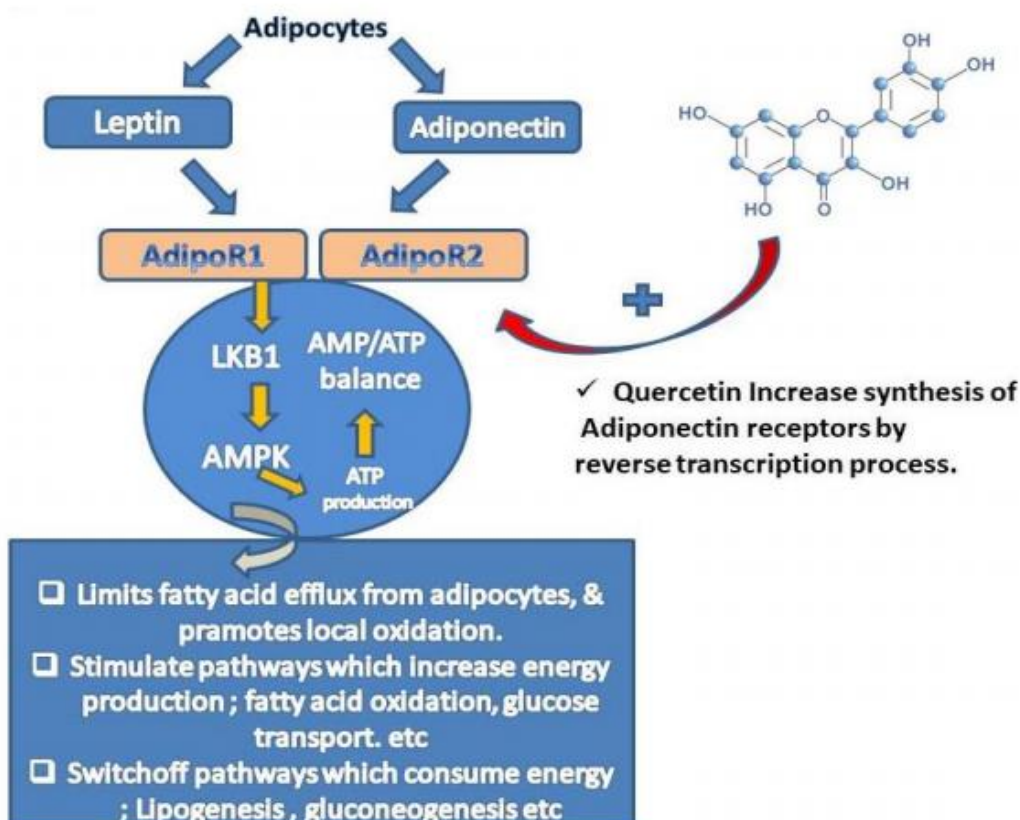 Adipocytes
Leptin
Adiponectin
AdipoR1
AdipoR2
LKB1
AMP/ATP
balance
AMPK
ATP
production
OH
OH
HO
O
OH
HO
O
✓ Quercetin Increase synthesis of
Adiponectin receptors by
reverse transcription process.
❑ Limits fatty acid efflux from adipocytes, &
pramotes local oxidation.
❑ Stimulate pathways which increase energy
production ; fatty acid oxidation, glucose
transport. etc
❑ Switchoff pathways which consume energy
; Lipogenesis , gluconeogenesis etc